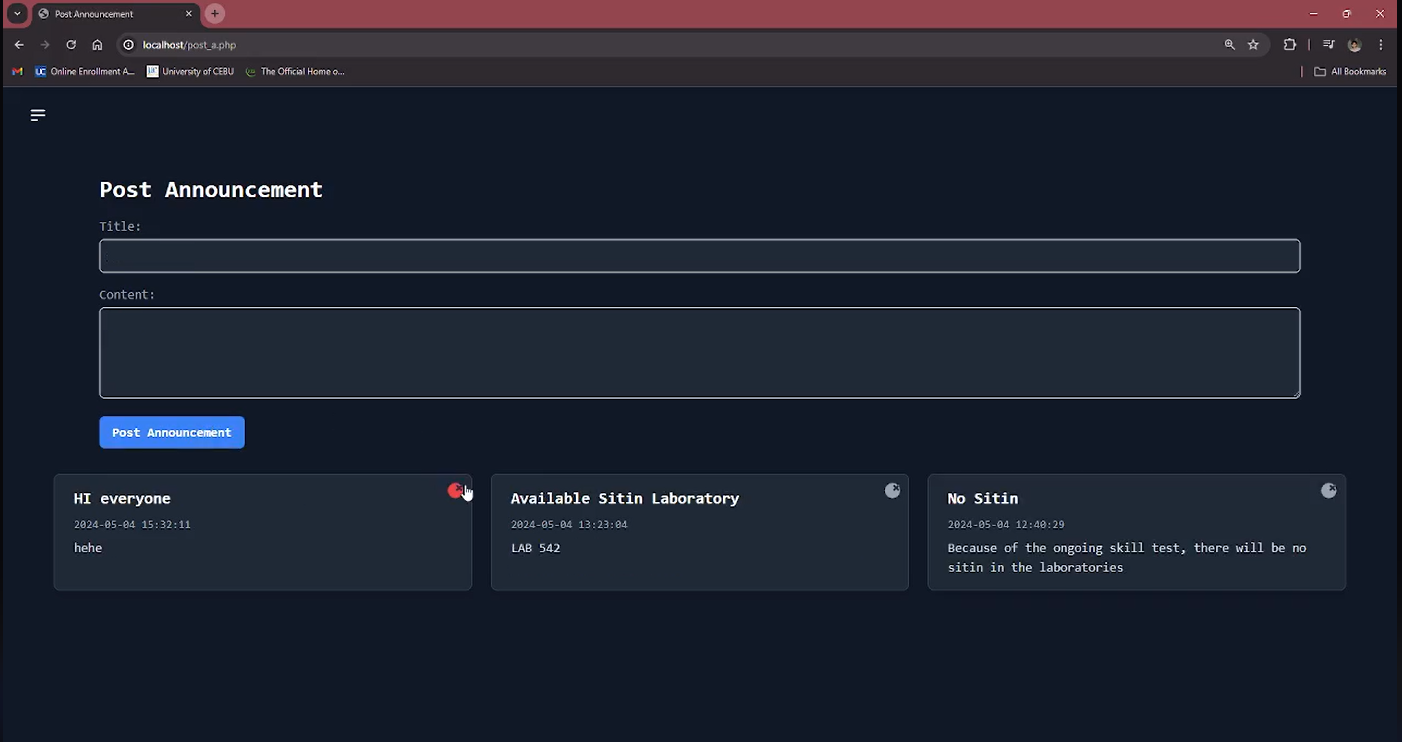 Post Announcement
localhost/post_a.php
Online Enrollment A... University of CEBU The Official Home o... All Bookmarks
Post Announcement
Title:
Content:
Post Announcement
HI everyone
2024-05-04 15:32:11
hehe
Available Sitin Laboratory
2024-05-04 13:23:04
LAB 542
No Sitin
2024-05-04 12:40:29
Because of the ongoing skill test, there will be no
sitin in the laboratories